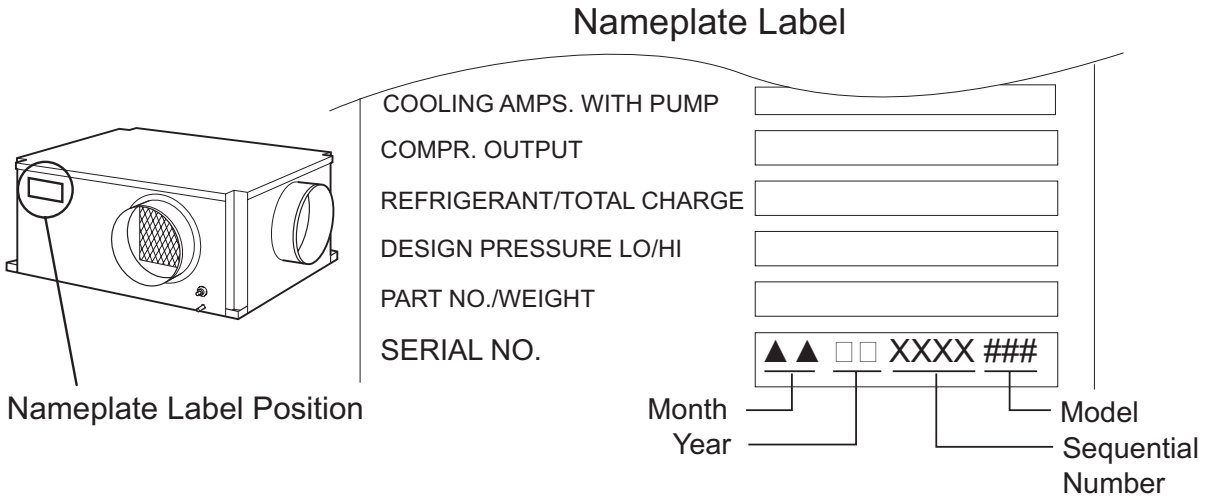 Nameplate Label
COOLING AMPS. WITH PUMP
COMPR. OUTPUT
REFRIGERANT/TOTAL CHARGE
DESIGN PRESSURE LO/HI
PART NO./WEIGHT
SERIAL NO. ▲▲ □□ XXXX ###
Nameplate Label Position
Month
Year
Model
Sequential
Number